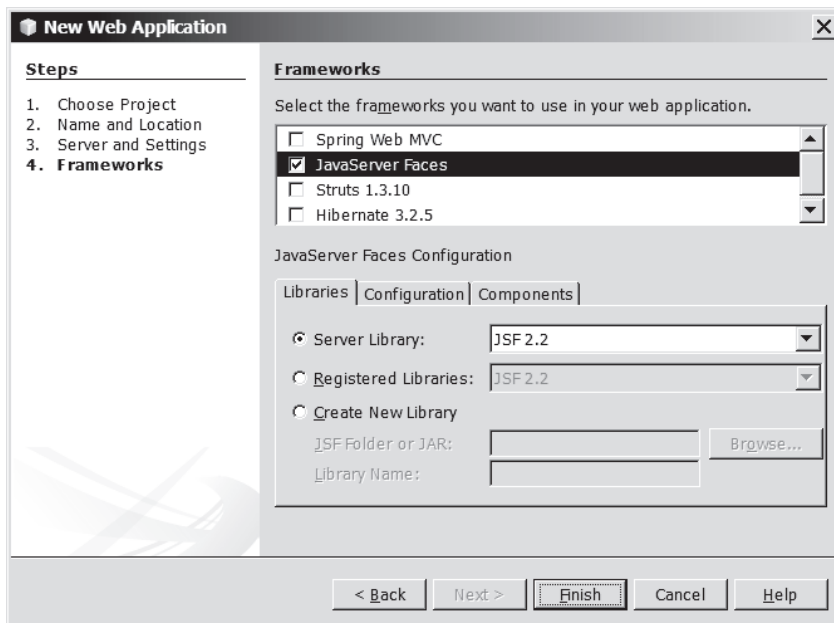 New Web Application
Steps
1. Choose Project
2. Name and Location
3. Server and Settings
4. Frameworks
Frameworks
Select the frameworks you want to use in your web application.
Spring Web MVC
JavaServer Faces
Struts 1.3.10
Hibernate 3.2.5
JavaServer Faces Configuration
Libraries Configuration Components
Server Library: JSF 2.2
Registered Libraries: JSF 2.2
Create New Library
JSF Folder or JAR: Browse...
Library Name:
< Back Next > Finish Cancel Help